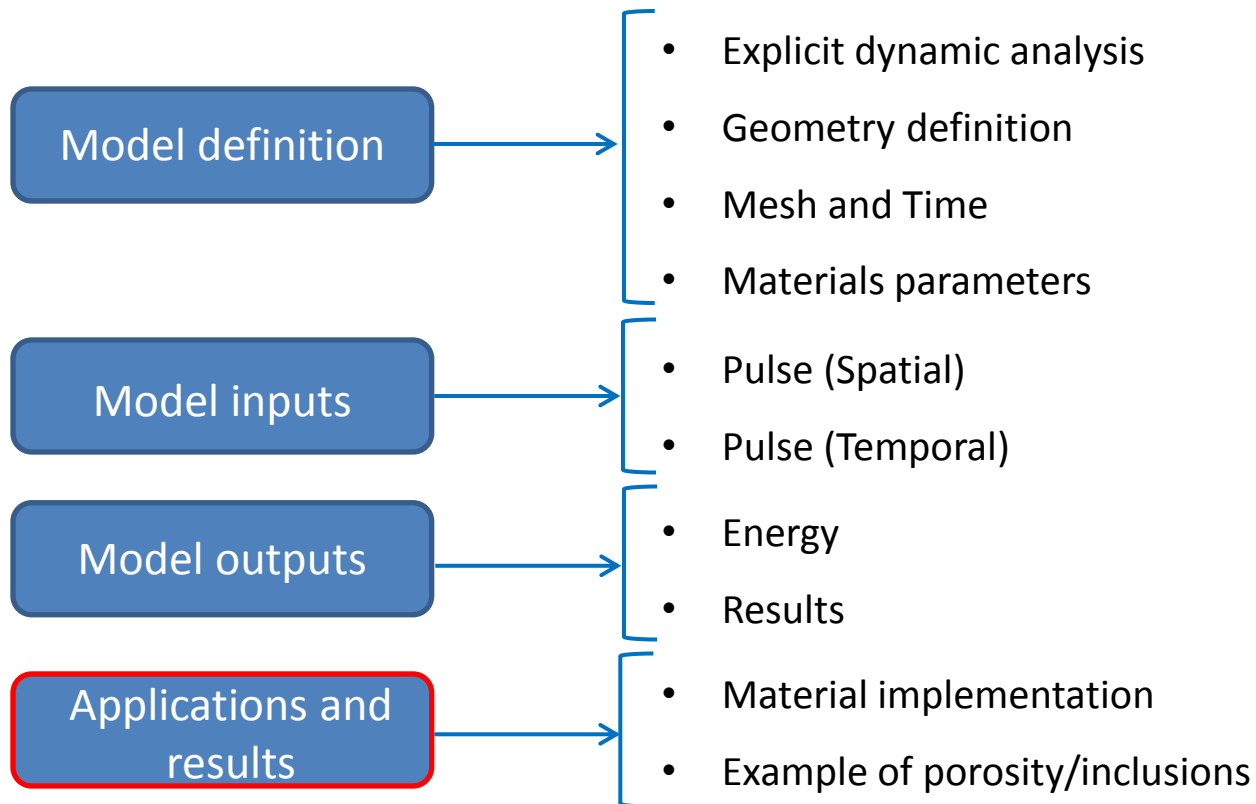 Model definition
• Explicit dynamic analysis
• Geometry definition
• Mesh and Time
• Materials parameters
Model inputs
• Pulse (Spatial)
• Pulse (Temporal)
Model outputs
• Energy
• Results
Applications and
results
• Material implementation
• Example of porosity/inclusions